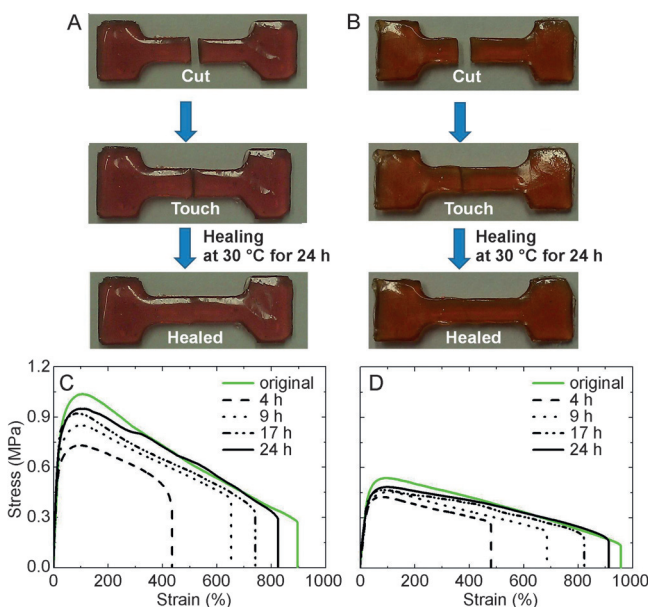 A
B
Cut
Cut
Touch
Touch
Healing
at 30 °C for 24 h
Healing
at 30 °C for 24 h
Healed
Healed
C
original
4 h
9 h
17 h
24 h
D
original
4 h
9 h
17 h
24 h
Stress (MPa)
1.2
0.9
0.6
0.3
0.0
0 200 400 600 800 1000
0 200 400 600 800 1000
Strain (%)
Strain (%)